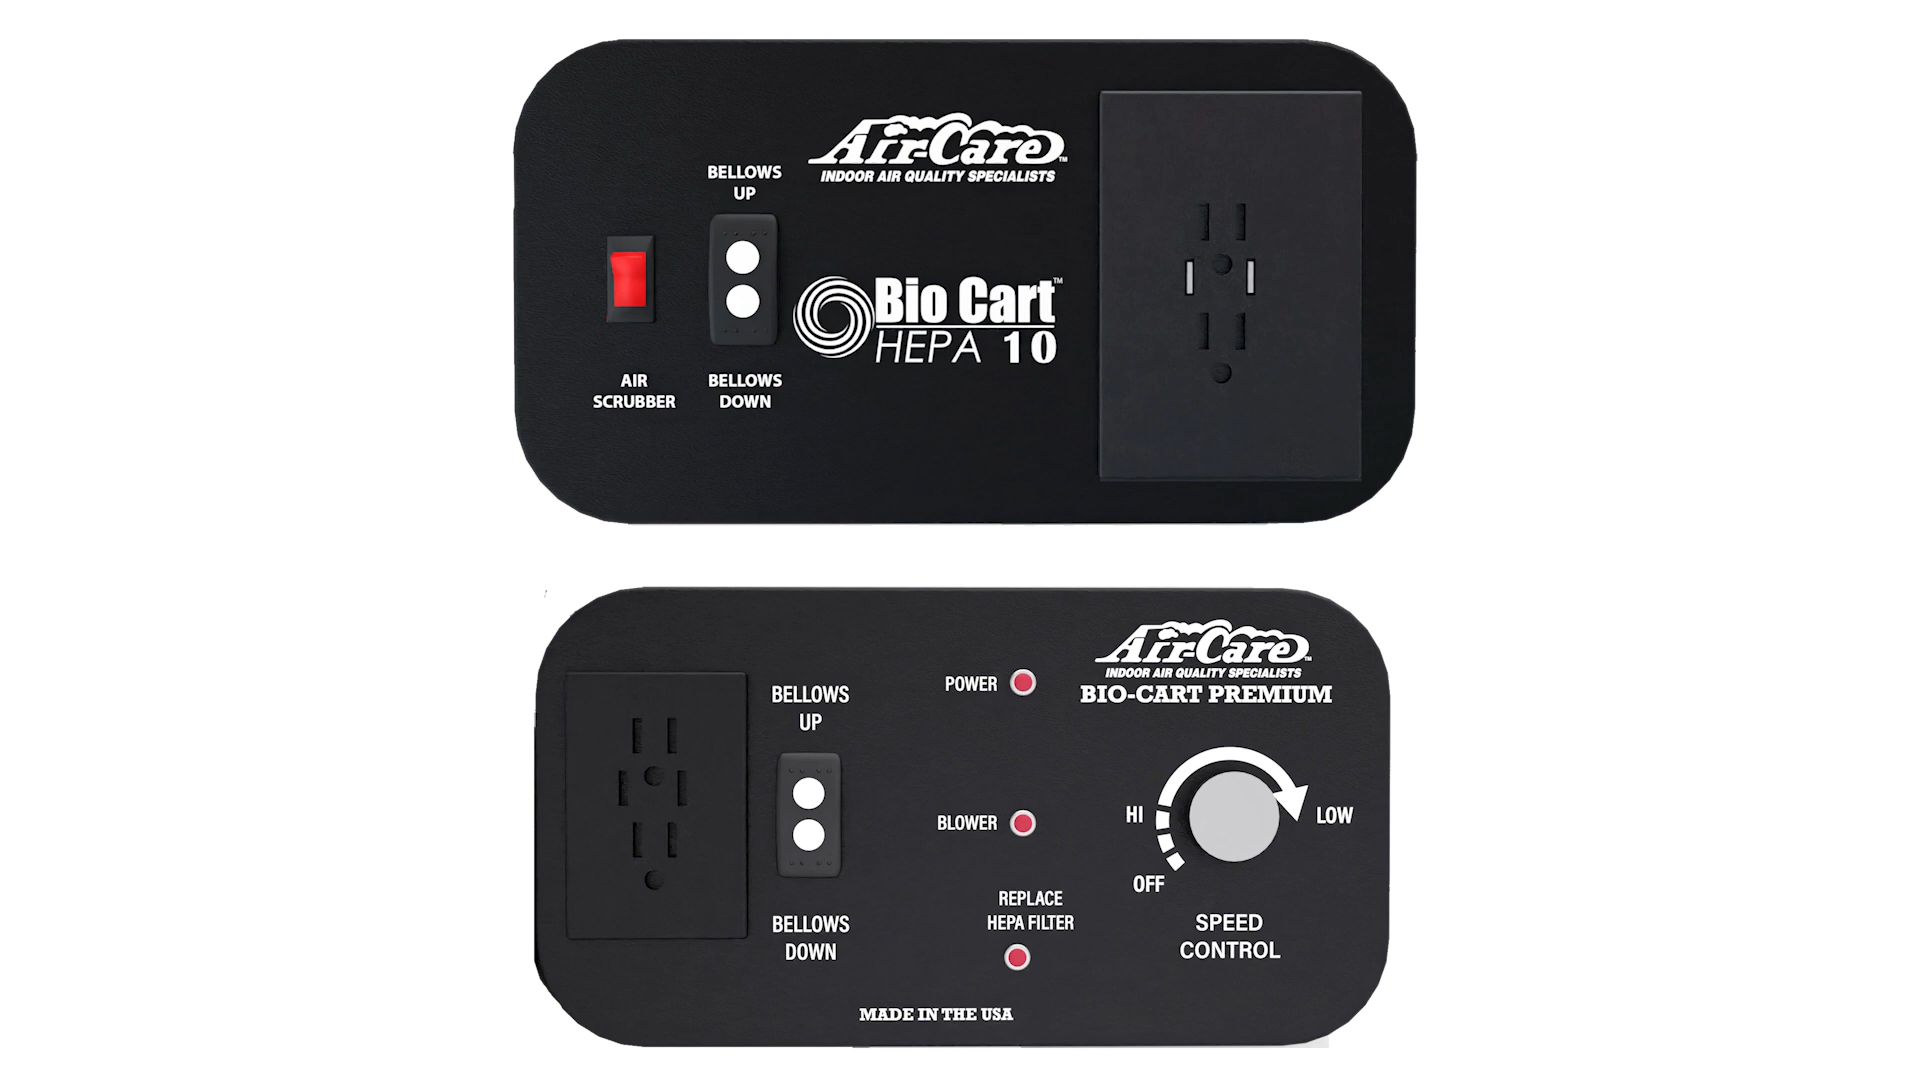 Air-Care™
INDOOR AIR QUALITY SPECIALISTS
BELLOWS
UP
Bio Cart™
HEPA 10
AIR
SCRUBBER
BELLOWS
DOWN
Air-Care™
INDOOR AIR QUALITY SPECIALISTS
BIO-CART PREMIUM
POWER
BELLOWS
UP
BLOWER
HI
LOW
OFF
REPLACE
HEPA FILTER
BELLOWS
DOWN
SPEED
CONTROL
MADE IN THE USA